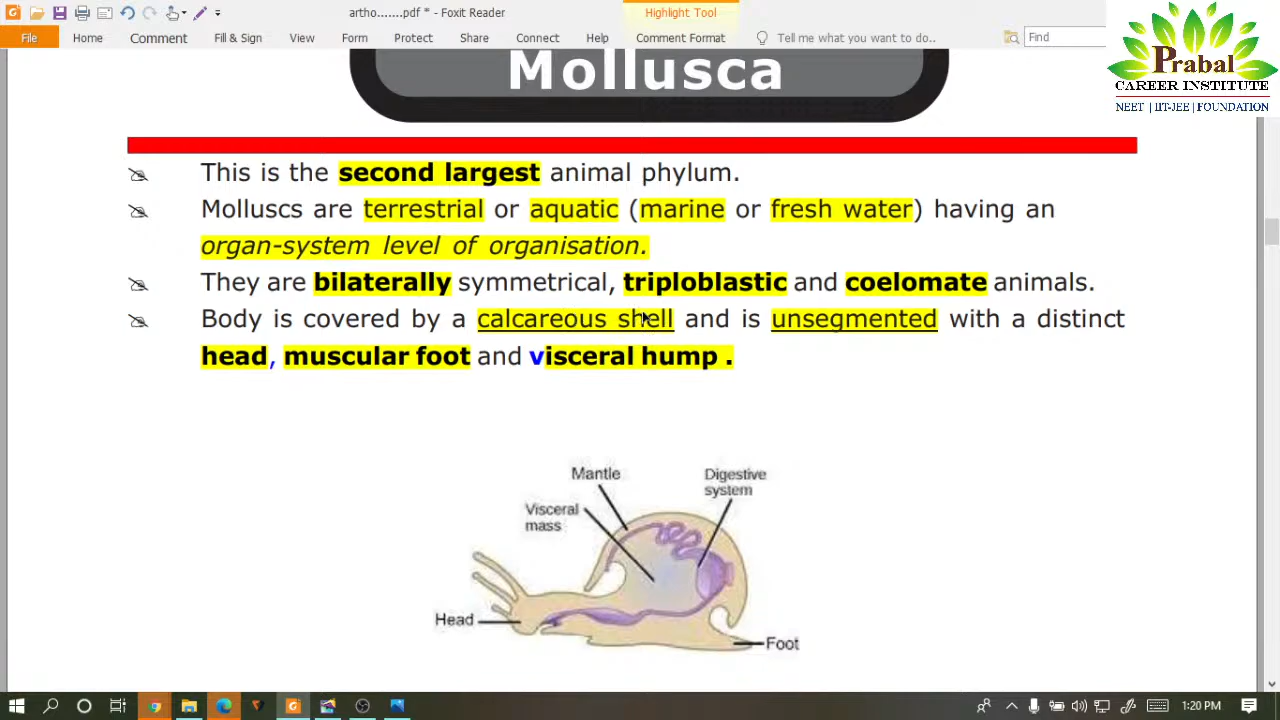 artho.......pdf * - Foxit Reader
Highlight Tool
File Home Comment Fill & Sign View Form Protect Share Connect Help Comment Format Tell me what you want to do.. Find
Prabal
CAREER INSTITUTE
NEET | IIT-JEE | FOUNDATION
Mollusca
This is the second largest animal phylum.
Molluscs are terrestrial or aquatic (marine or fresh water) having an
organ-system level of organisation.
They are bilaterally symmetrical, triploblastic and coelomate animals.
Body is covered by a calcareous shell and is unsegmented with a distinct
head, muscular foot and visceral hump .
Mantle
Digestive
system
Visceral
mass
Head
Foot
1:20 PM